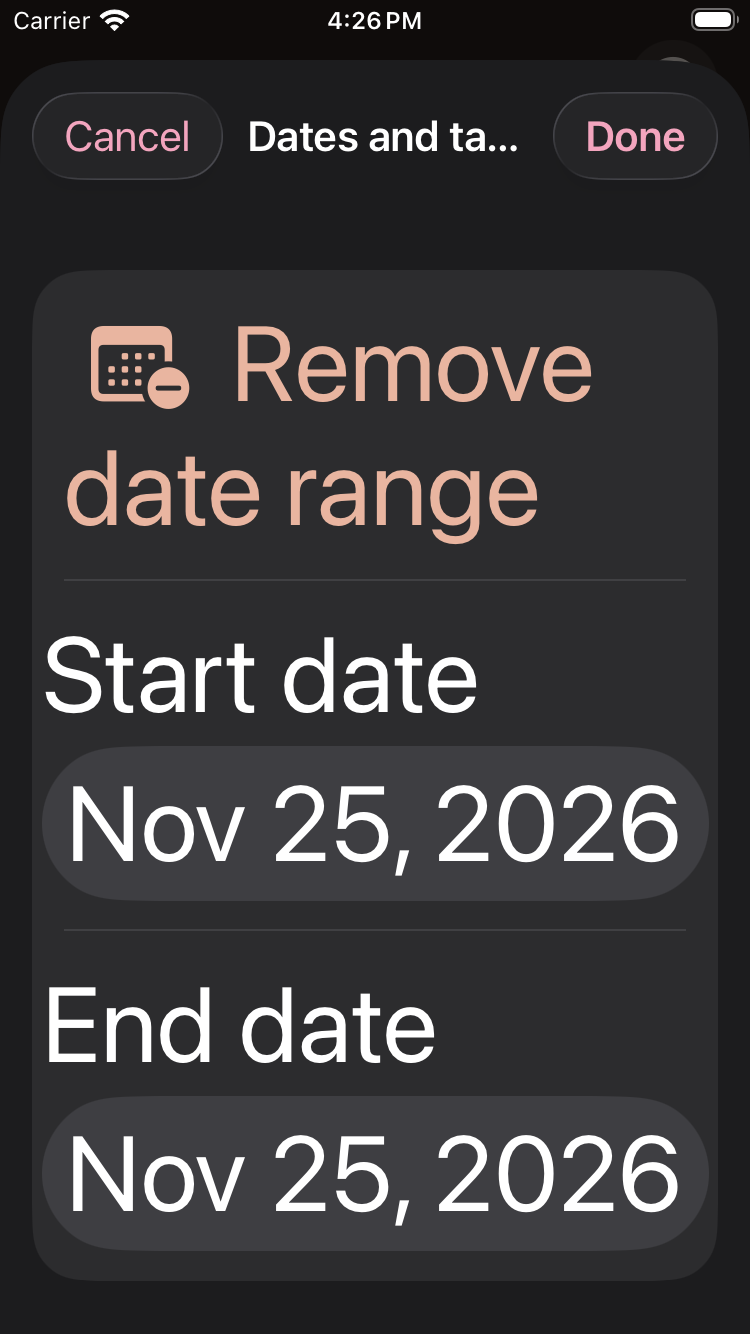 Carrier 4:26 PM
Cancel Dates and ta... Done
Remove
date range
Start date
Nov 25, 2026
End date
Nov 25, 2026